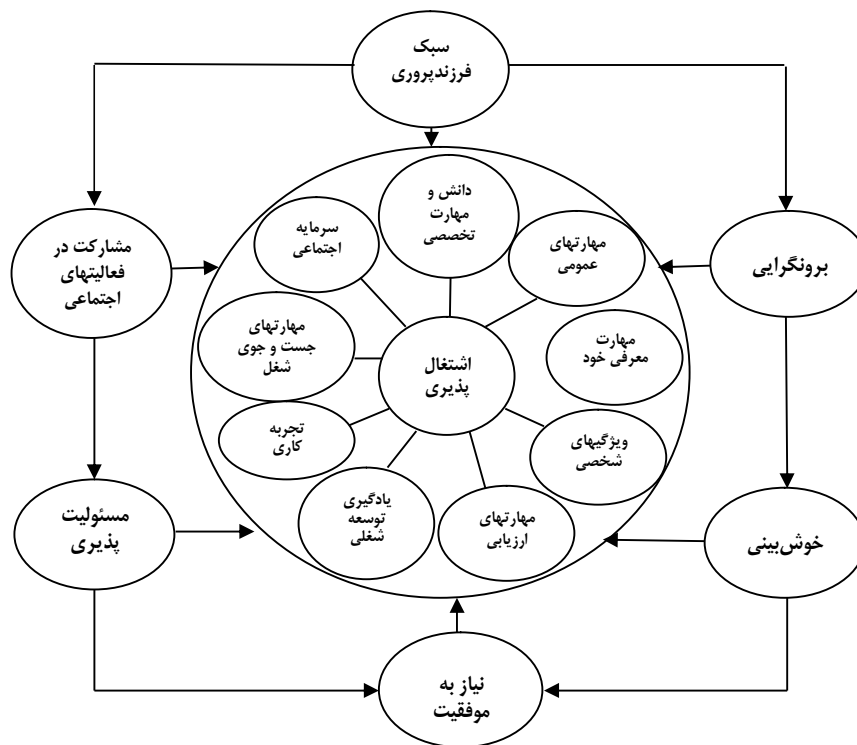 سبک
فرزندپروری
دانش و
مهارت
تخصصی
سرمایه
اجتماعی
مهارتهای
عمومی
مشارکت در
فعالیتهای
اجتماعی
برونگرایی
مهارتهای
جست و جوی
شغل
اشتغال
پذیری
مهارت
معرفی خود
تجربه
کاری
ویژگیهای
شخصی
یادگیری
توسعه
شغلی
مهارتهای
ارزیابی
مسئولیت
پذیری
خوش‌بینی
نیاز به
موفقیت